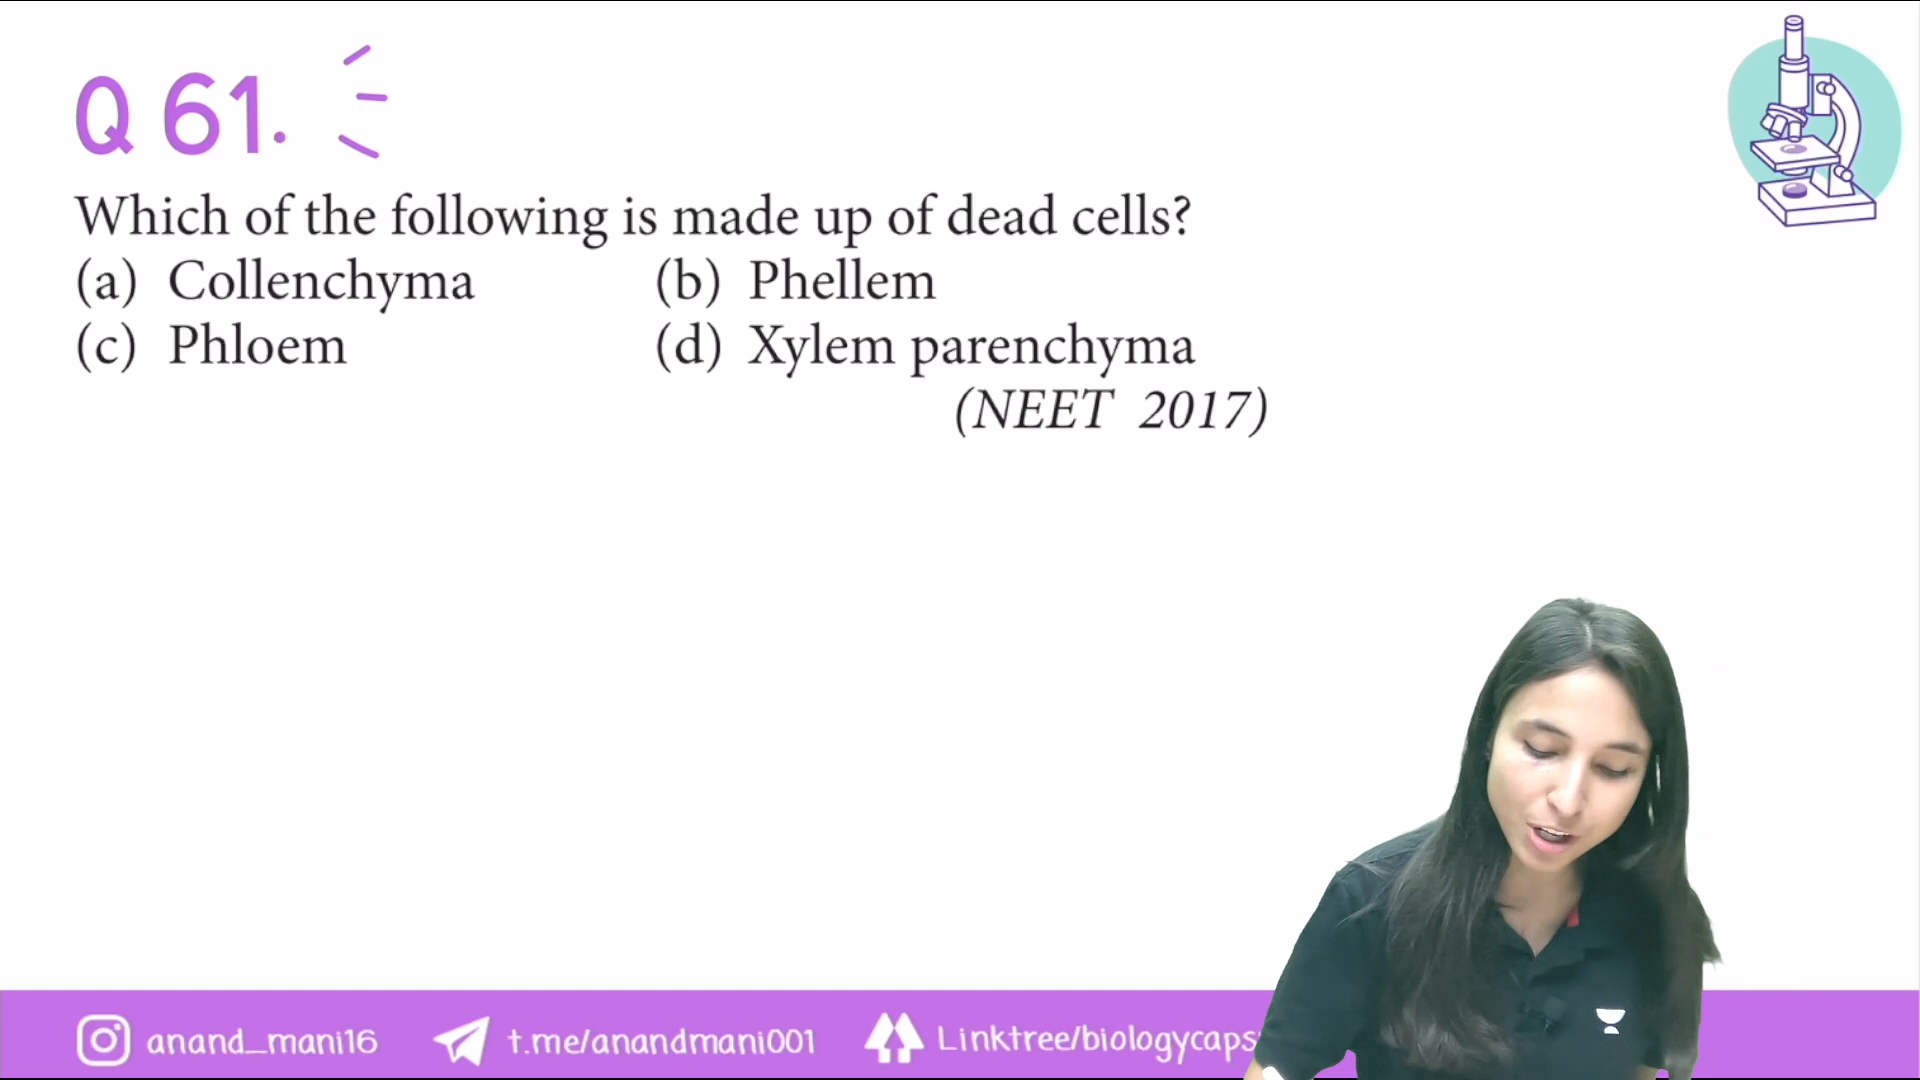 Q 61.
Which of the following is made up of dead cells?
(a) Collenchyma (b) Phellem
(c) Phloem (d) Xylem parenchyma
(NEET 2017)
anand_mani16 t.me/anandmani001 Linktree/biologycaps